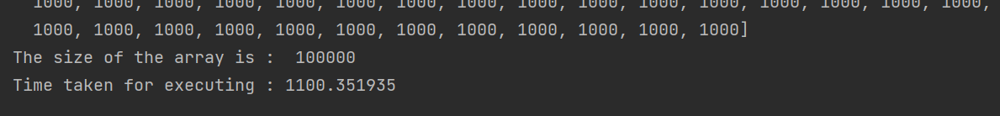 1000, 1000, 1000, 1000, 1000, 1000, 1000, 1000, 1000, 1000, 1000, 1000, 1000, 1000, 1000, 1000,
1000, 1000, 1000, 1000, 1000, 1000, 1000, 1000, 1000, 1000, 1000, 1000]
The size of the array is :  100000
Time taken for executing : 1100.351935